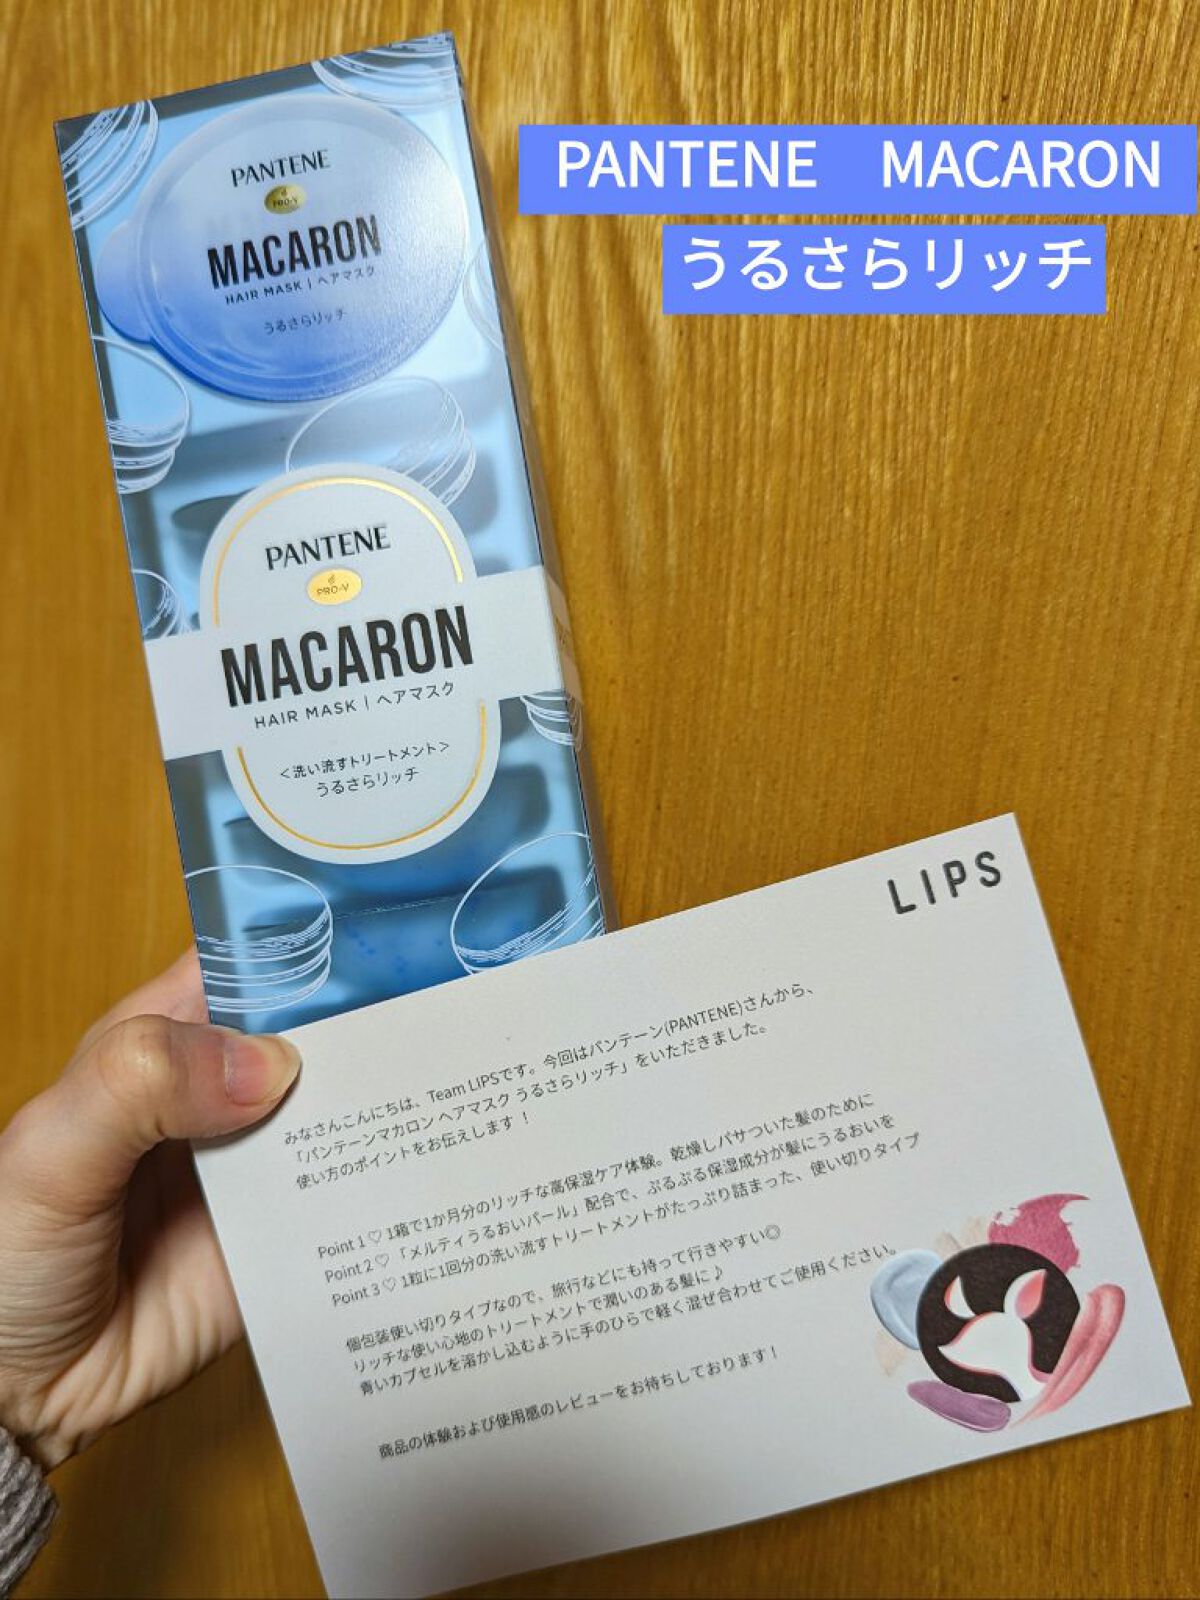 PANTENE MACARON
うるさらリッチ
PANTENE
PRO-V
MACARON
HAIR MASK | ヘアマスク
うるさらリッチ
PANTENE
PRO-V
MACARON
HAIR MASK | ヘアマスク
<洗い流すトリートメント>
うるさらリッチ
LIPS
みなさんこんにちは、Team LIPSです。今回はパンテーン(PANTENE)さんから、
「パンテーンマカロン ヘアマスク うるさらリッチ」をいただきました。
使い方のポイントをお伝えします！
Point 1 ♡ 1箱で1か月分のリッチな高保湿ケア体験。乾燥しパサついた髪のために
Point 2 ♡ 「メルティうるおいパール」配合で、ぷるぷる保湿成分が髪にうるおいを
Point 3 ♡ 1粒に1回分の洗い流すトリートメントがたっぷり詰まった、使い切りタイプ
個包装使い切りタイプなので、旅行などにも持って行きやすい◎
リッチな使い心地のトリートメントで潤いのある髪に♪
青いカプセルを溶かし込むように手のひらで軽く混ぜ合わせてご使用ください。
商品の体験および使用感のレビューをお待ちしております！